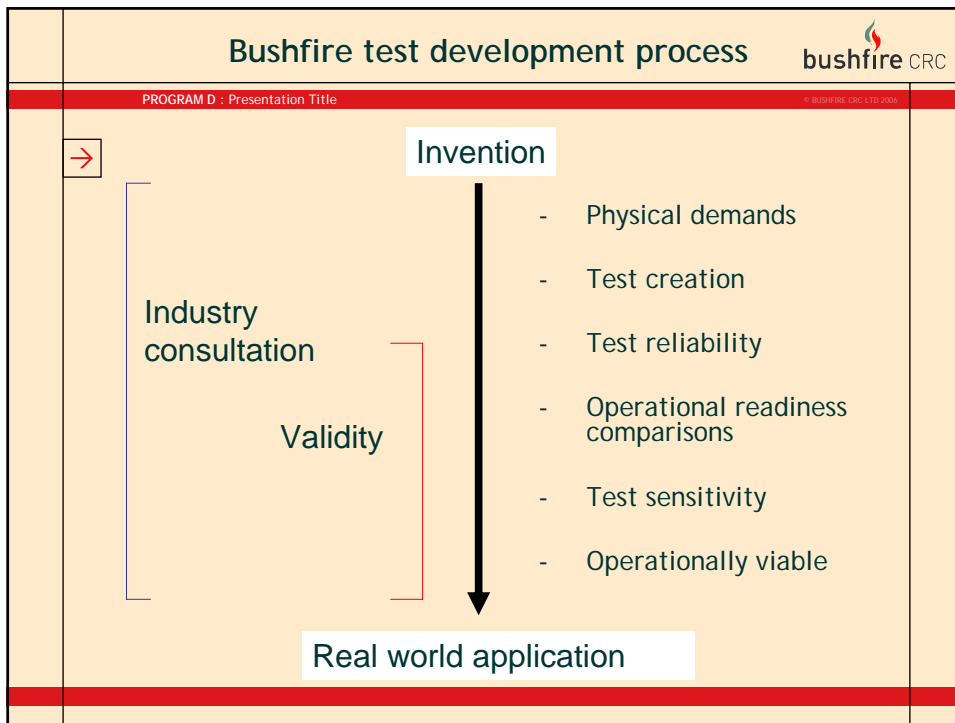 Bushfire test development process
bushfire CRC
PROGRAM D : Presentation Title
© BUSHFIRE CRC LTD 2006
→
Invention
Industry
consultation
Validity
- Physical demands
- Test creation
- Test reliability
- Operational readiness
comparisons
- Test sensitivity
- Operationally viable
Real world application